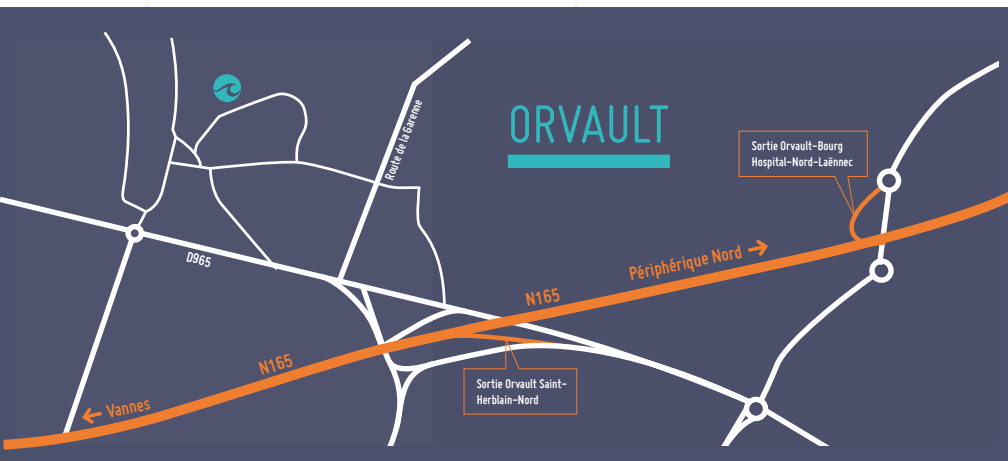 ORVAULT
Route de la Garenne
Sortie Orvault-Bourg
Hospital-Nord-Laënnec
D965
Périphérique Nord →
N165
N165
← Vannes
Sortie Orvault Saint-
Herblain-Nord